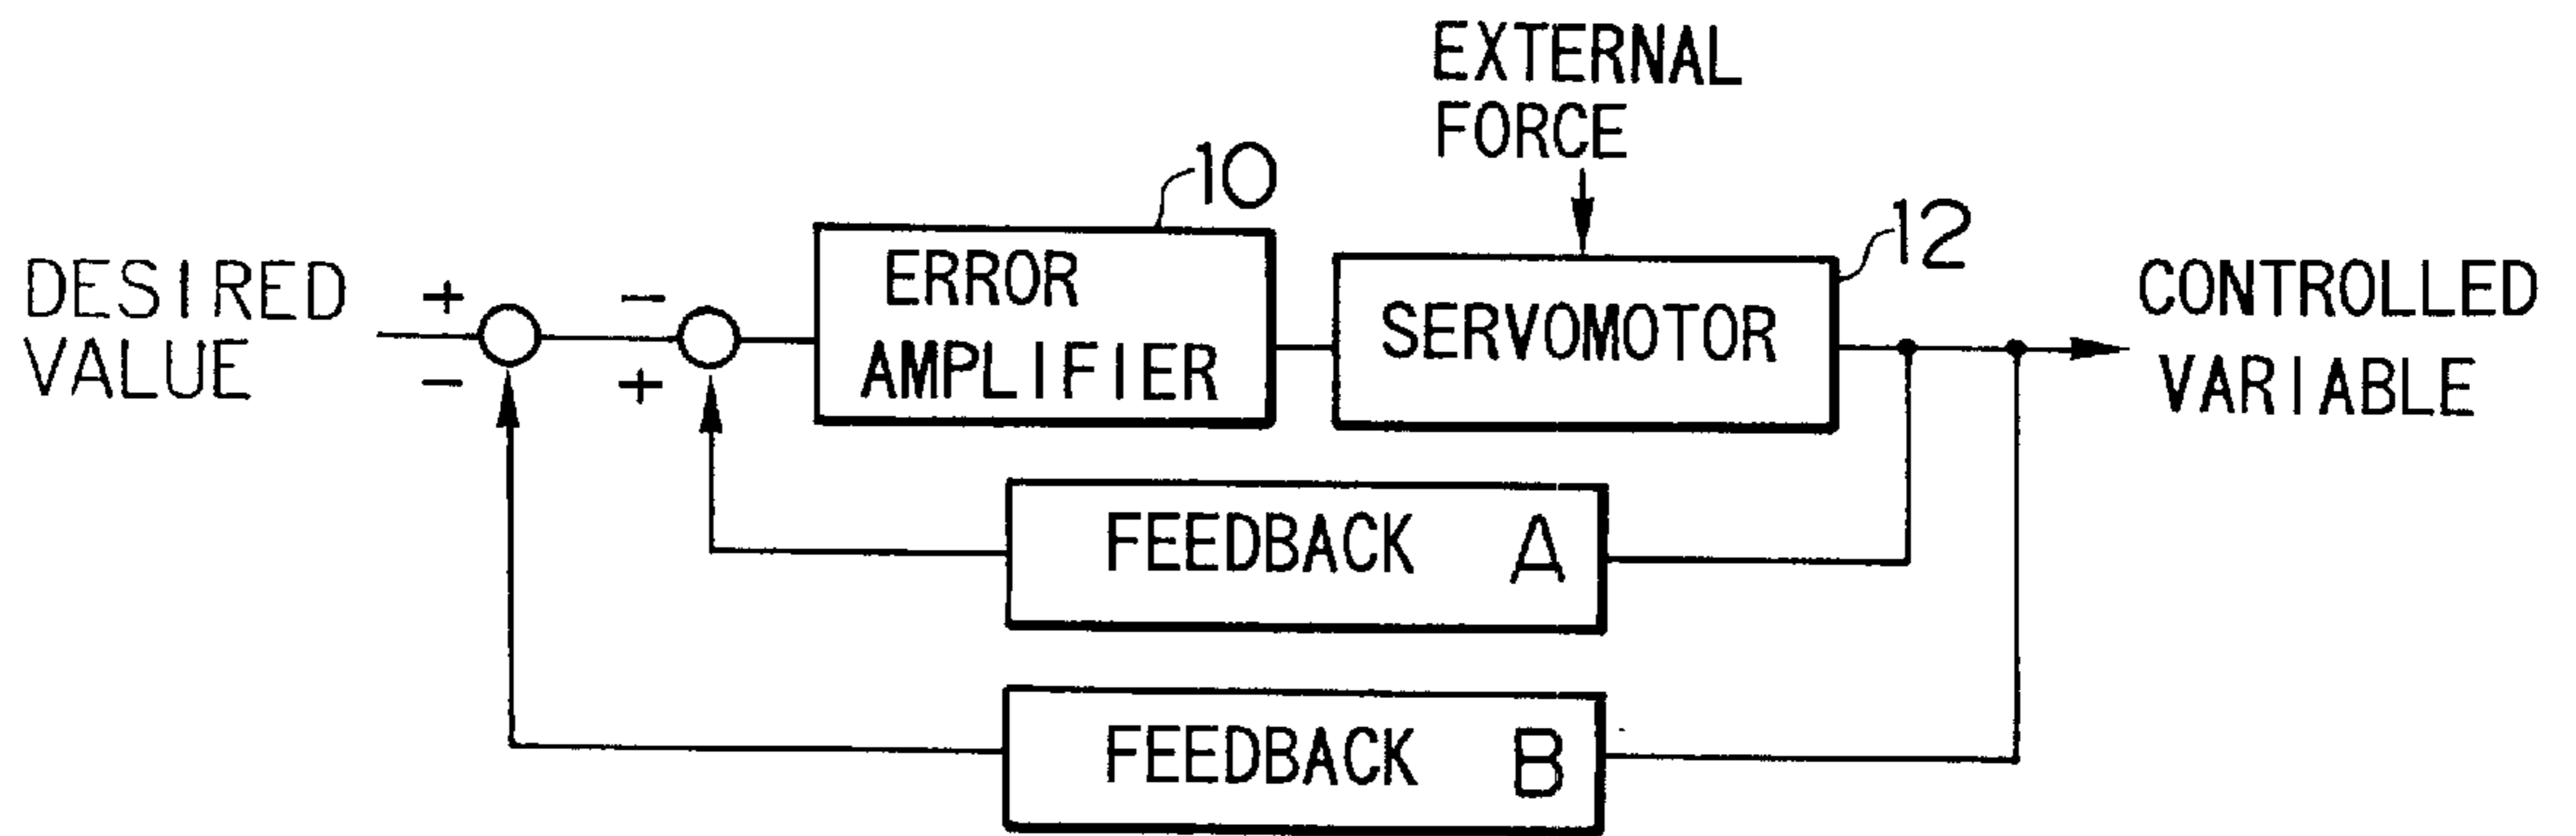 EXTERNAL
FORCE
10
12
DESIRED
VALUE
+
-
-
+
ERROR
AMPLIFIER
SERVOMOTOR
CONTROLLED
VARIABLE
FEEDBACK A
FEEDBACK B